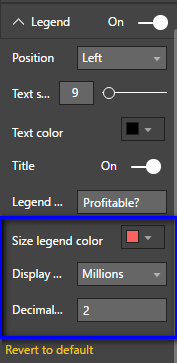 Legend On
Position Left
Text s... 9
Text color
Title On
Legend ... Profitable?
Size legend color
Display ... Millions
Decimal... 2
Revert to default